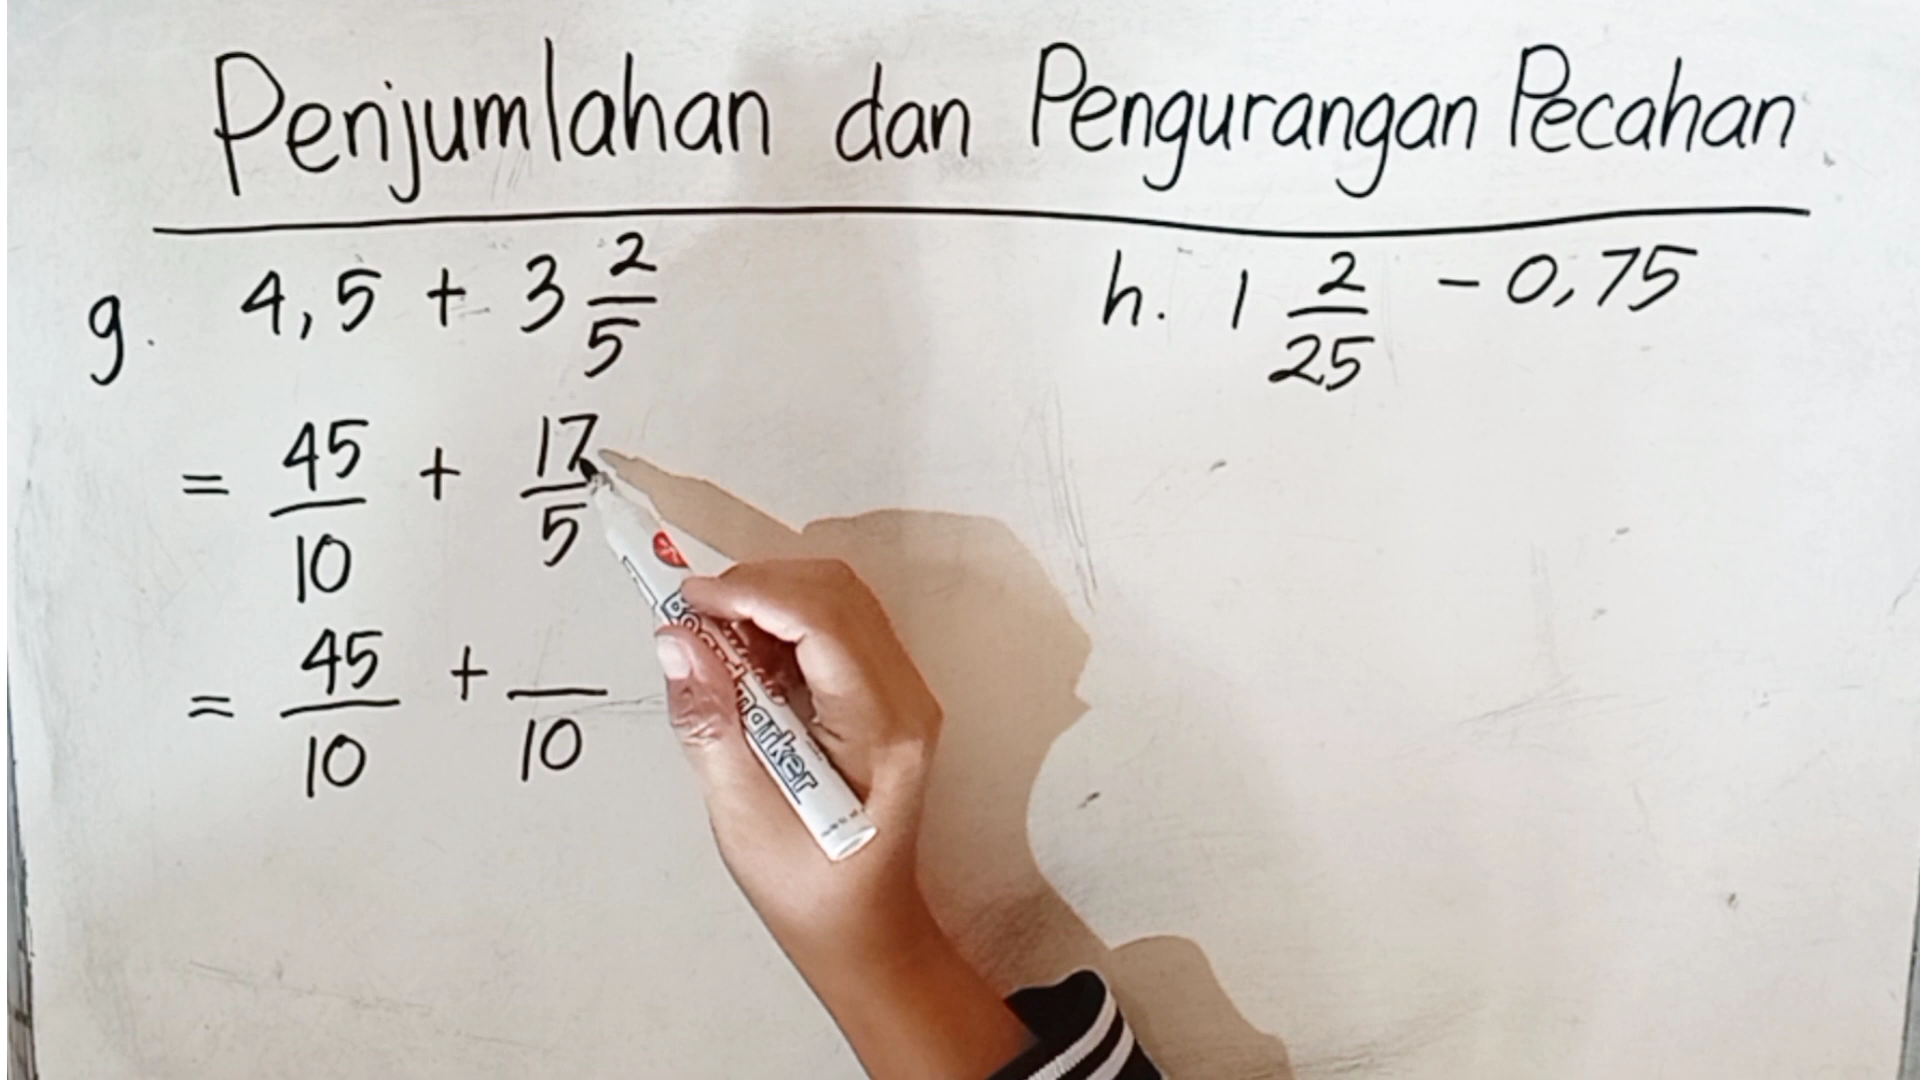 Penjumlahan dan Pengurangan Pecahan
g. 4,5 + 3 2/5
= 45/10 + 17/5
= 45/10 + /10
h. 1 2/25 - 0,75
Boardmarker